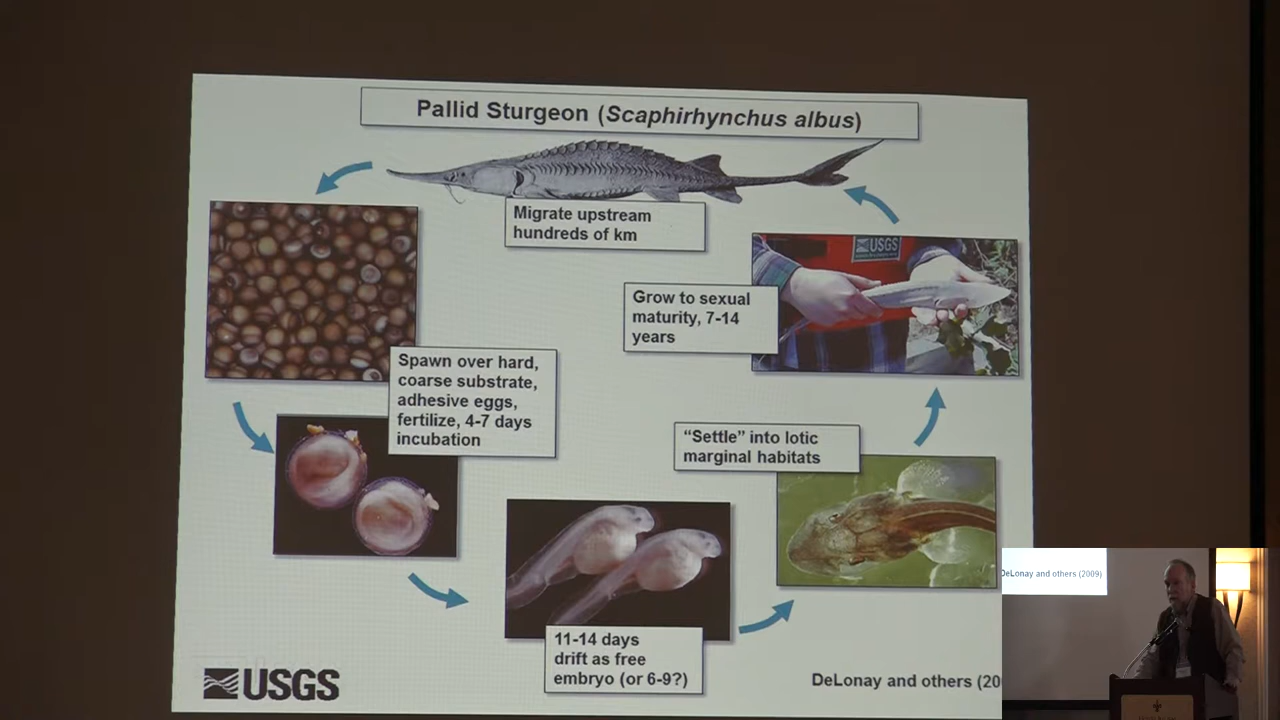 Pallid Sturgeon (Scaphirhynchus albus)
Migrate upstream
hundreds of km
USGS
Grow to sexual
maturity, 7-14
years
Spawn over hard,
coarse substrate,
adhesive eggs,
fertilize, 4-7 days
incubation
"Settle" into lotic
marginal habitats
11-14 days
drift as free
embryo (or 6-9?)
USGS
DeLonay and others (20
DeLonay and others (2009)